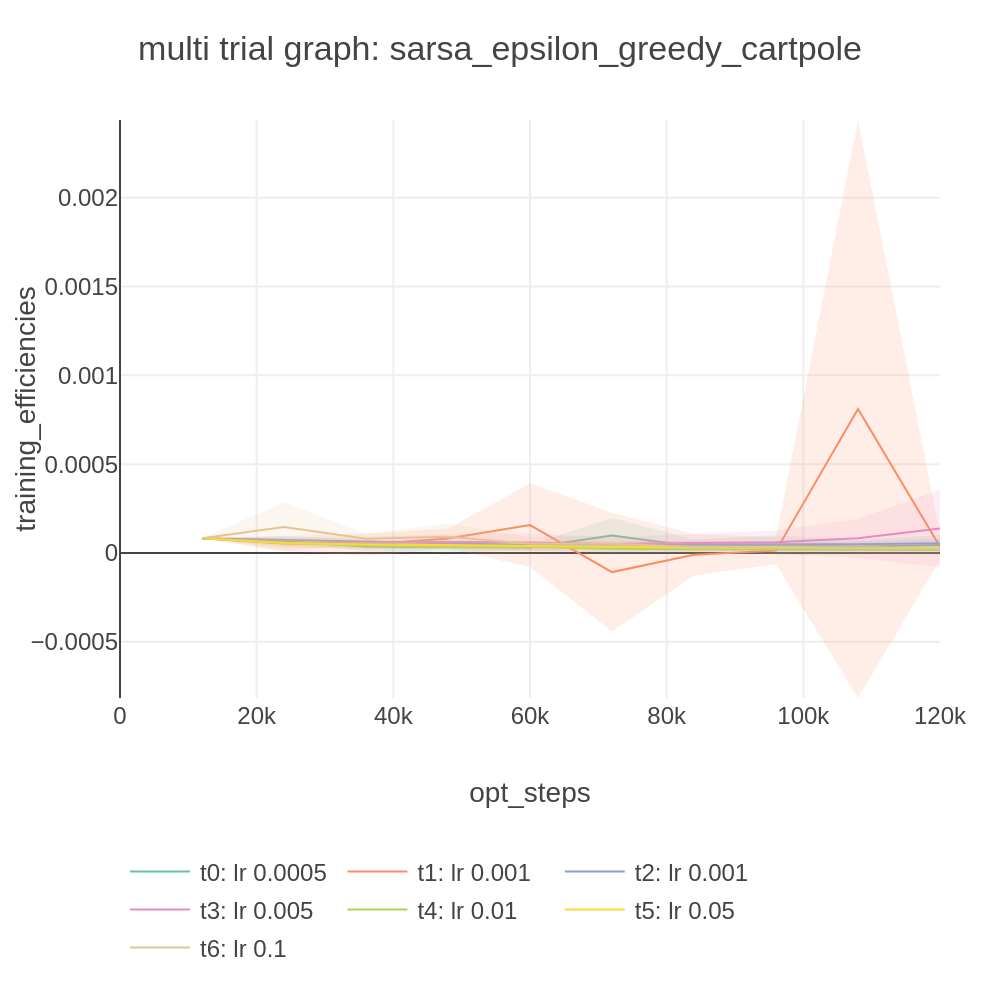 multi trial graph: sarsa_epsilon_greedy_cartpole
training_efficiencies
0.002
0.0015
0.001
0.0005
0
−0.0005
0 20k 40k 60k 80k 100k 120k
opt_steps
t0: lr 0.0005 t1: lr 0.001 t2: lr 0.001
t3: lr 0.005 t4: lr 0.01 t5: lr 0.05
t6: lr 0.1